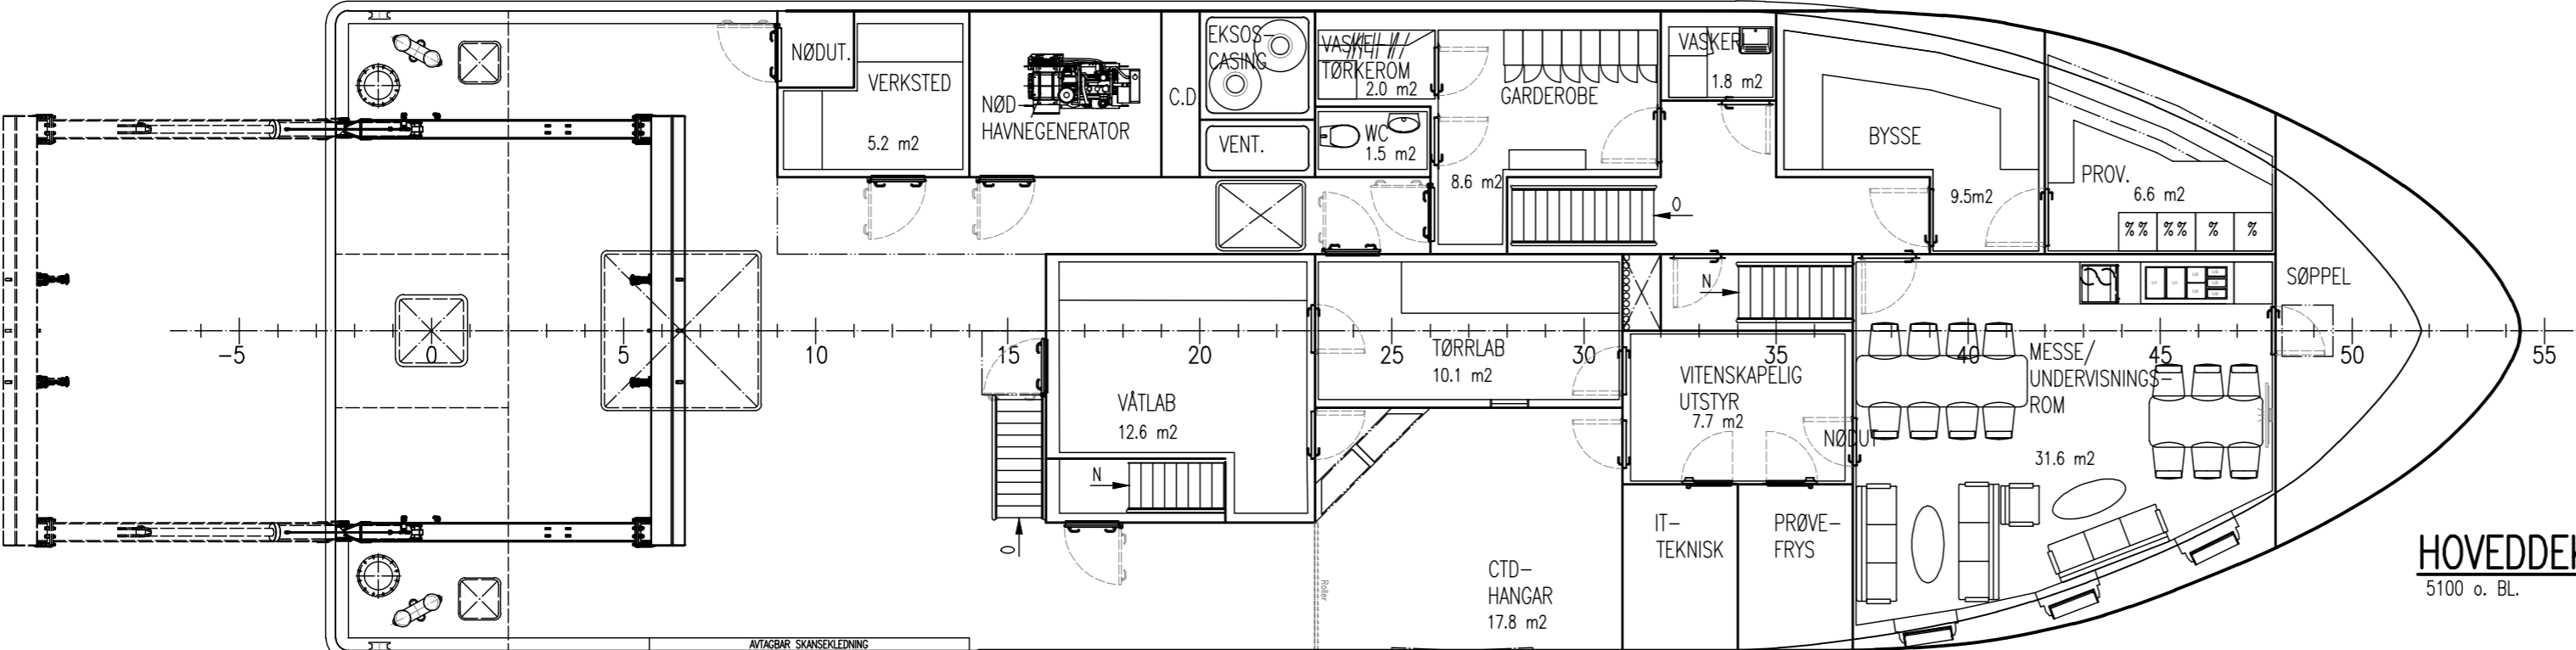 NØDUT.
VERKSTED
5.2 m2
NØD
HAVNEGENERATOR
C.D.
EKSOS-
CASING
VENT.
VASKE-
TØRKEROM
2.0 m2
WC
1.5 m2
GARDEROBE
8.6 m2
VASKERI
1.8 m2
BYSSE
9.5m2
PROV.
6.6 m2
%% %% % %
O
N
SØPPEL
-5 0 5 10 15 20 25 30 35 40 45 50 55
TØRRLAB
10.1 m2
VÅTLAB
12.6 m2
N
O
VITENSKAPELIG
UTSTYR
7.7 m2
NØDUT
MESSE/
UNDERVISNINGS-
ROM
31.6 m2
IT-
TEKNISK
PRØVE-
FRYS
CTD-
HANGAR
17.8 m2
Roller
AVTAGBAR SKANSEKLEDNING
HOVEDDEK
5100 o. BL.